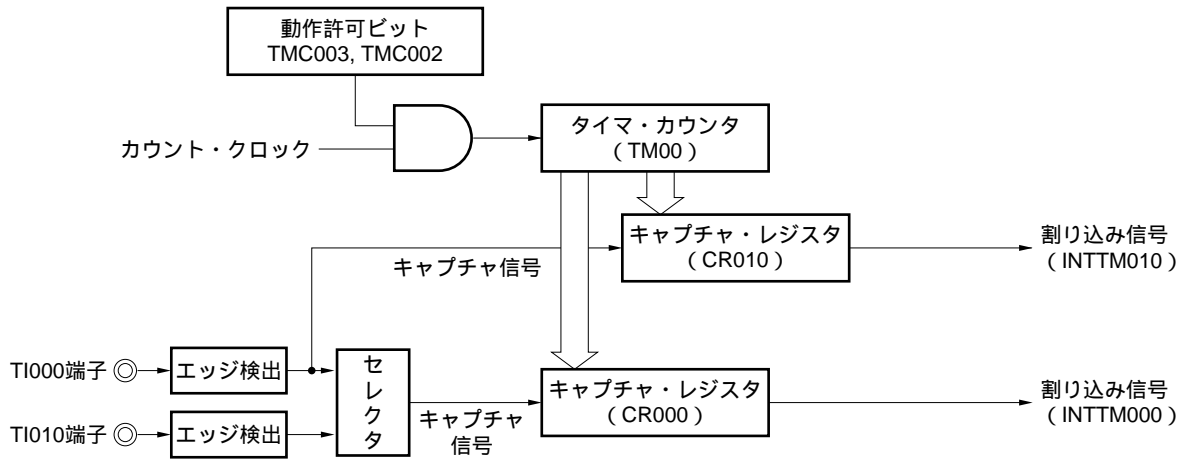 動作許可ビット
TMC003, TMC002
カウント・クロック
タイマ・カウンタ
（TM00）
キャプチャ・レジスタ
（CR010）
割り込み信号
（INTTM010）
キャプチャ信号
TI000端子
エッジ検出
セレクタ
キャプチャ・レジスタ
（CR000）
割り込み信号
（INTTM000）
キャプチャ
信号
TI010端子
エッジ検出